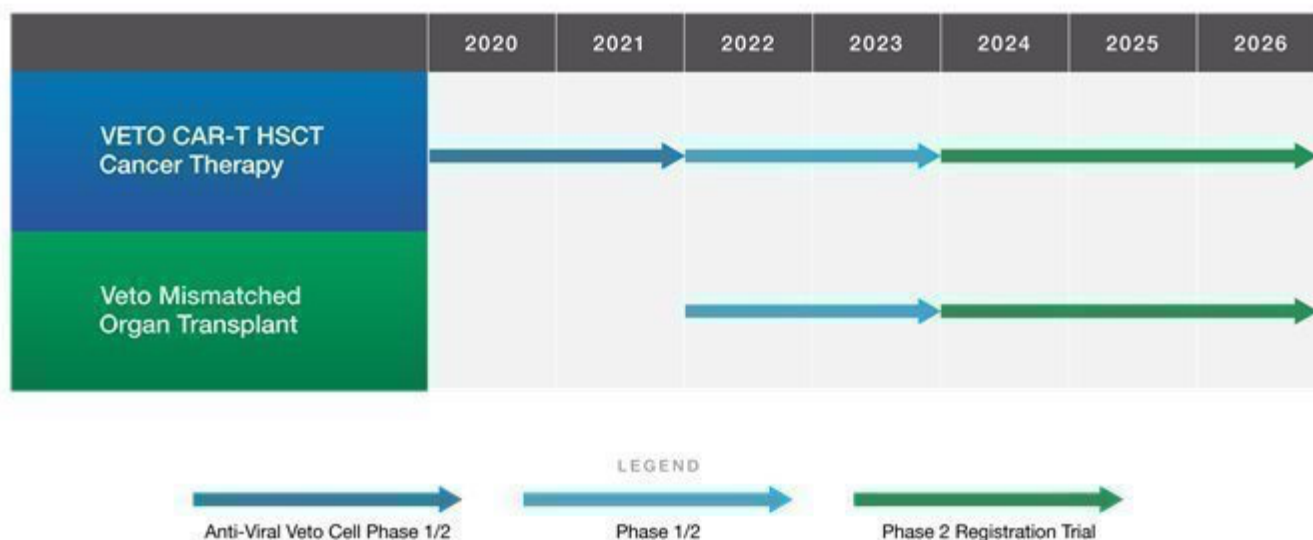 2020 2021 2022 2023 2024 2025 2026
VETO CAR-T HSCT
Cancer Therapy
Veto Mismatched
Organ Transplant
LEGEND
Anti-Viral Veto Cell Phase 1/2 Phase 1/2 Phase 2 Registration Trial